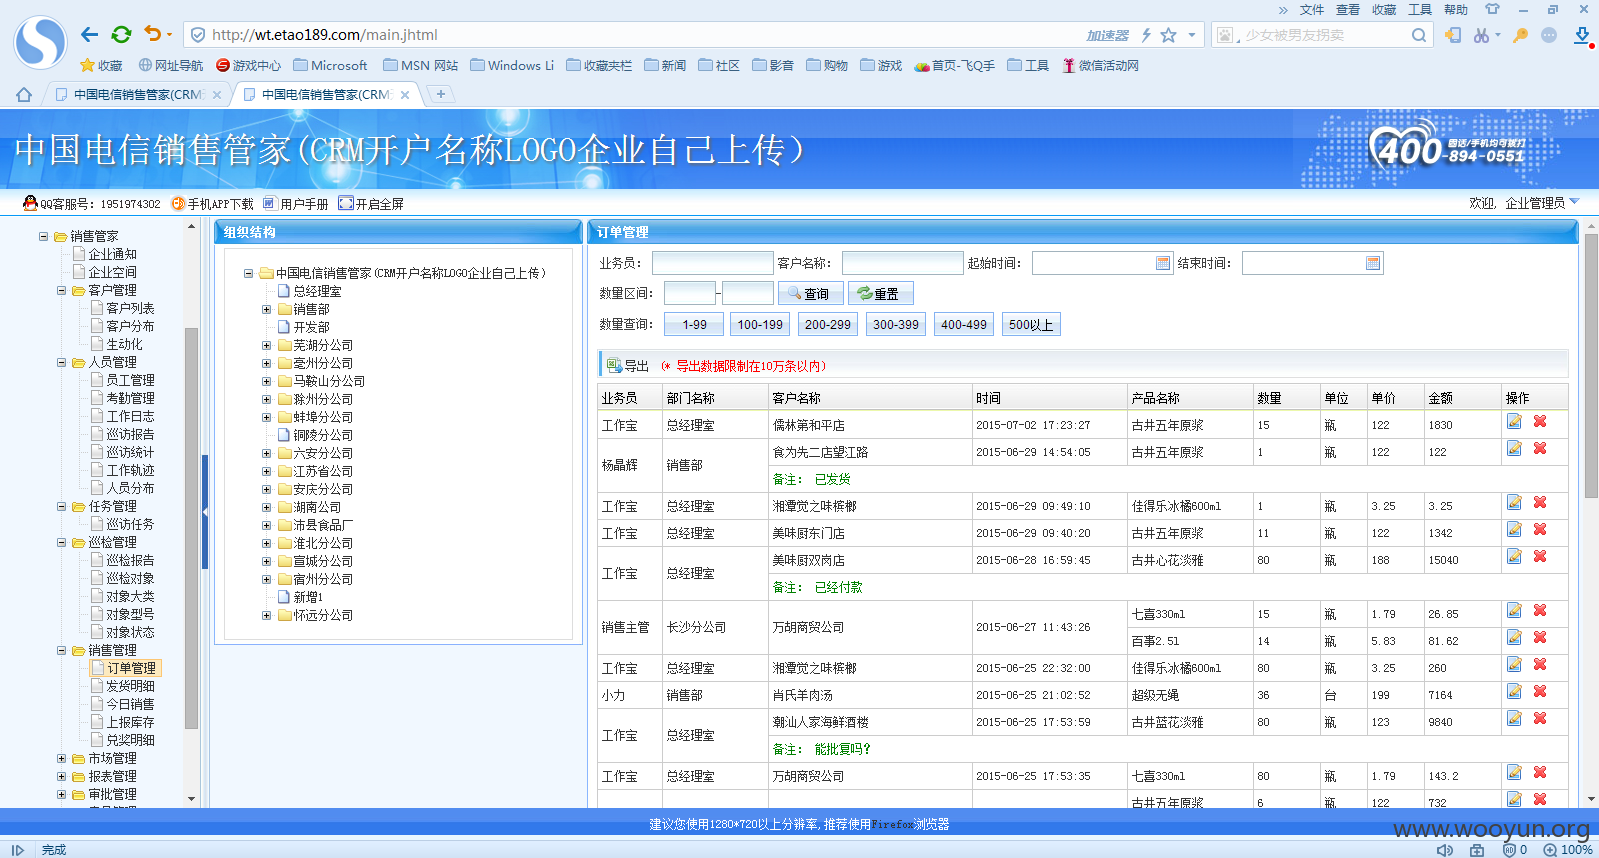 » 文件 查看 收藏 工具 帮助
http://wt.etao189.com/main.jhtml 加速器 少女被男友拐卖
收藏 网址导航 游戏中心 Microsoft MSN 网站 Windows Li 收藏夹栏 新闻 社区 影音 购物 游戏 首页-飞Q手 工具 微信活动网
中国电信销售管家(CRM 中国电信销售管家(CRM
中国电信销售管家(CRM开户名称LOGO企业自己上传)
400 固话/手机均可拨打
-894-0551
QQ客服号：1951974302 手机APP下载 用户手册 开启全屏 欢迎, 企业管理员
销售管家
企业通知
企业空间
客户管理
客户列表
客户分布
生动化
人员管理
员工管理
考勤管理
工作日志
巡访报告
巡访统计
工作轨迹
人员分布
任务管理
巡访任务
巡检管理
巡检报告
巡检对象
对象大类
对象型号
对象状态
销售管理
订单管理
发货明细
今日销售
上报库存
兑奖明细
市场管理
报表管理
审批管理
组织结构
中国电信销售管家(CRM开户名称LOGO企业自己上传)
总经理室
销售部
开发部
芜湖分公司
亳州分公司
马鞍山分公司
滁州分公司
蚌埠分公司
铜陵分公司
六安分公司
江苏省公司
安庆分公司
湖南公司
沛县食品厂
淮北分公司
宣城分公司
宿州分公司
新增1
怀远分公司
订单管理
业务员： 客户名称： 起始时间： 结束时间：
数量区间： - 查询 重置
数量查询： 1-99 100-199 200-299 300-399 400-499 500以上
导出 (* 导出数据限制在10万条以内)
业务员 部门名称 客户名称 时间 产品名称 数量 单位 单价 金额 操作
工作宝 总经理室 儒林第和平店 2015-07-02 17:23:27 古井五年原浆 15 瓶 122 1830
杨晶辉 销售部 食为先二店望江路 2015-06-29 14:54:05 古井五年原浆 1 瓶 122 122
备注： 已发货
工作宝 总经理室 湘潭觉之味槟榔 2015-06-29 09:49:10 佳得乐冰橘600ml 1 瓶 3.25 3.25
工作宝 总经理室 美味厨东门店 2015-06-29 09:40:20 古井五年原浆 11 瓶 122 1342
工作宝 总经理室 美味厨双岗店 2015-06-28 16:59:45 古井心花淡雅 80 瓶 188 15040
备注： 已经付款
销售主管 长沙分公司 万胡商贸公司 2015-06-27 11:43:26 七喜330ml 15 瓶 1.79 26.85
百事2.5l 14 瓶 5.83 81.62
工作宝 总经理室 湘潭觉之味槟榔 2015-06-25 22:32:00 佳得乐冰橘600ml 80 瓶 3.25 260
小力 销售部 肖氏羊肉汤 2015-06-25 21:02:52 超级无绳 36 台 199 7164
工作宝 总经理室 潮汕人家海鲜酒楼 2015-06-25 17:53:59 古井蓝花淡雅 80 瓶 123 9840
备注： 能批复吗?
工作宝 总经理室 万胡商贸公司 2015-06-25 17:53:35 七喜330ml 80 瓶 1.79 143.2
古井五年原浆 6 瓶 122 732
建议您使用1280*720以上分辨率,推荐使用Firefox浏览器
www.wooyun.org
完成 0 100%